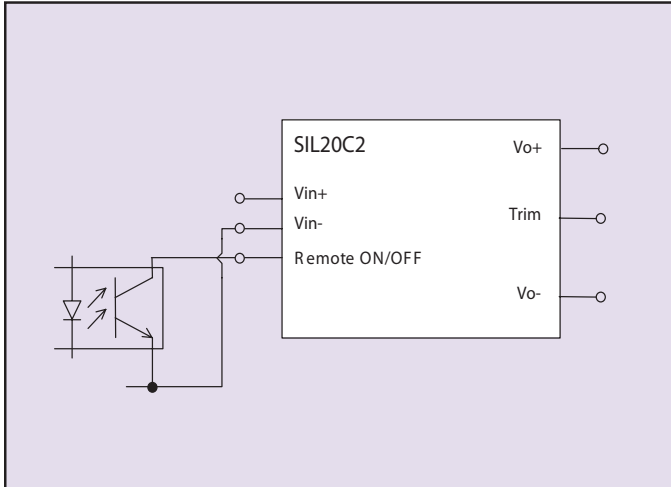 SIL20C2
Vo+
Vin+
Vin-
Trim
Remote ON/OFF
Vo-